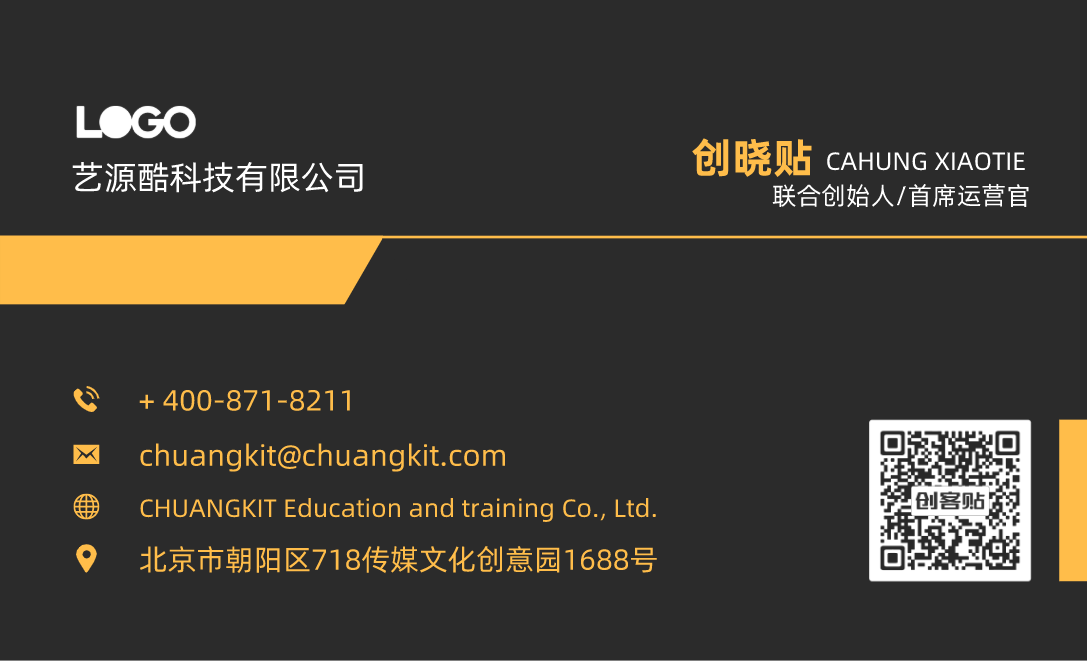 LOGO
艺源酷科技有限公司
创晓贴 CAHUNG XIAOTIE
联合创始人/首席运营官
+ 400-871-8211
chuangkit@chuangkit.com
CHUANGKIT Education and training Co., Ltd.
北京市朝阳区718传媒文化创意园1688号
创客贴